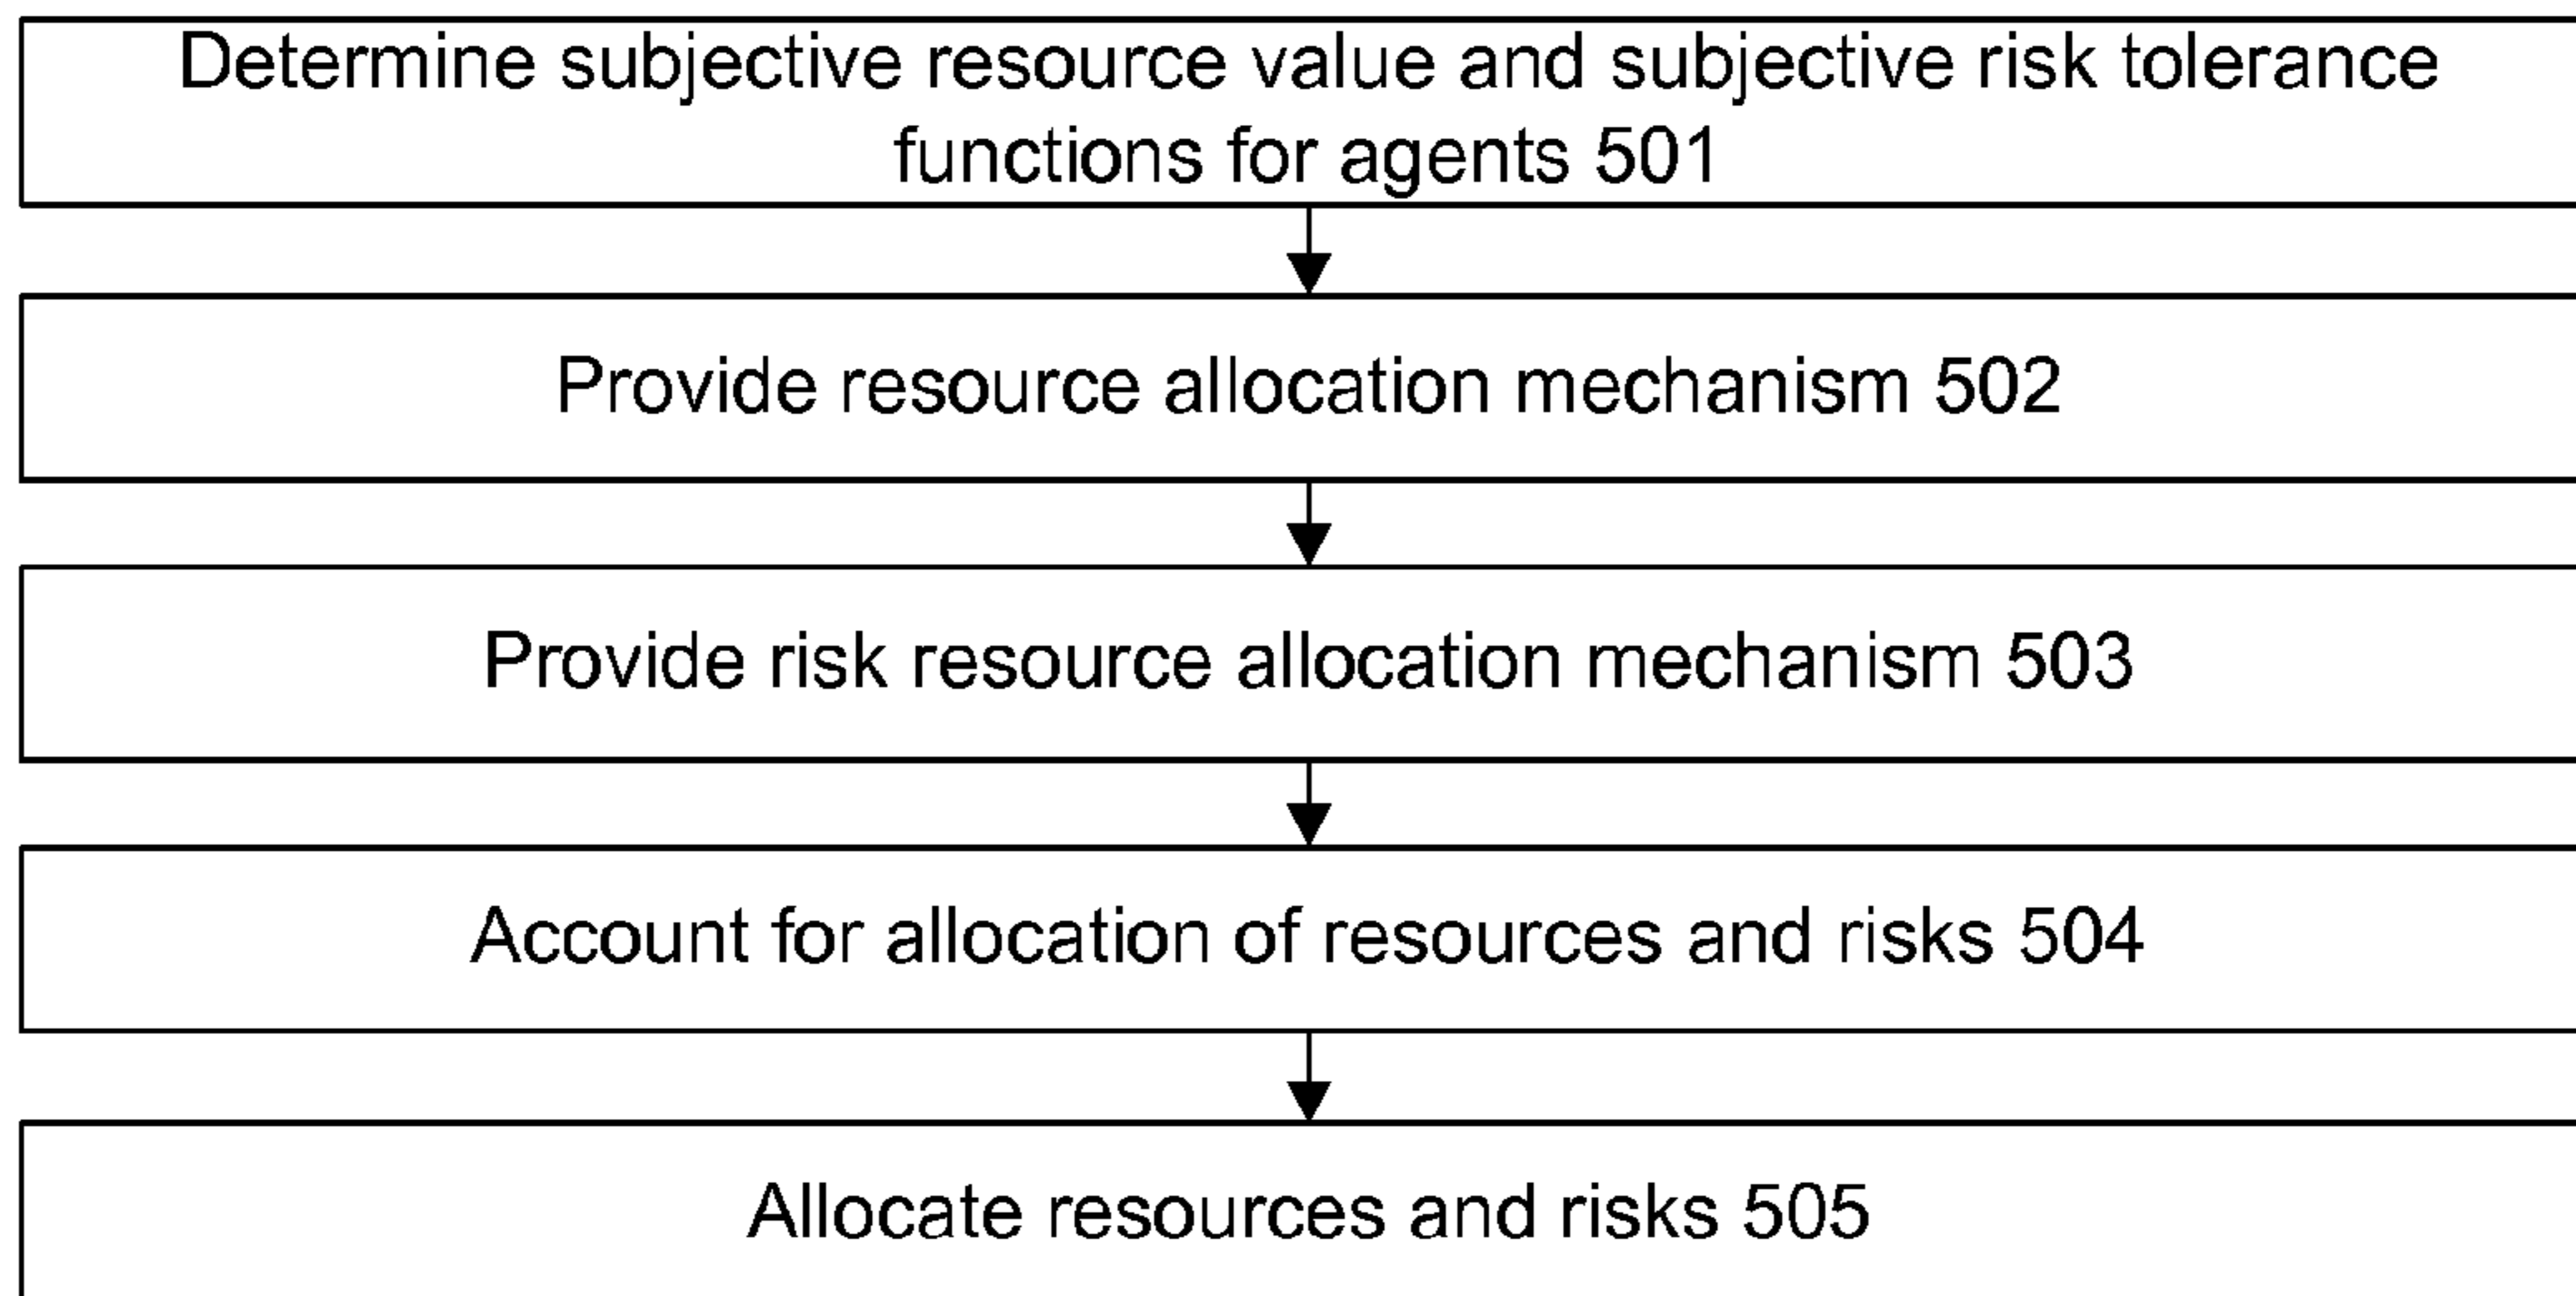 Determine subjective resource value and subjective risk tolerance
functions for agents 501
Provide resource allocation mechanism 502
Provide risk resource allocation mechanism 503
Account for allocation of resources and risks 504
Allocate resources and risks 505